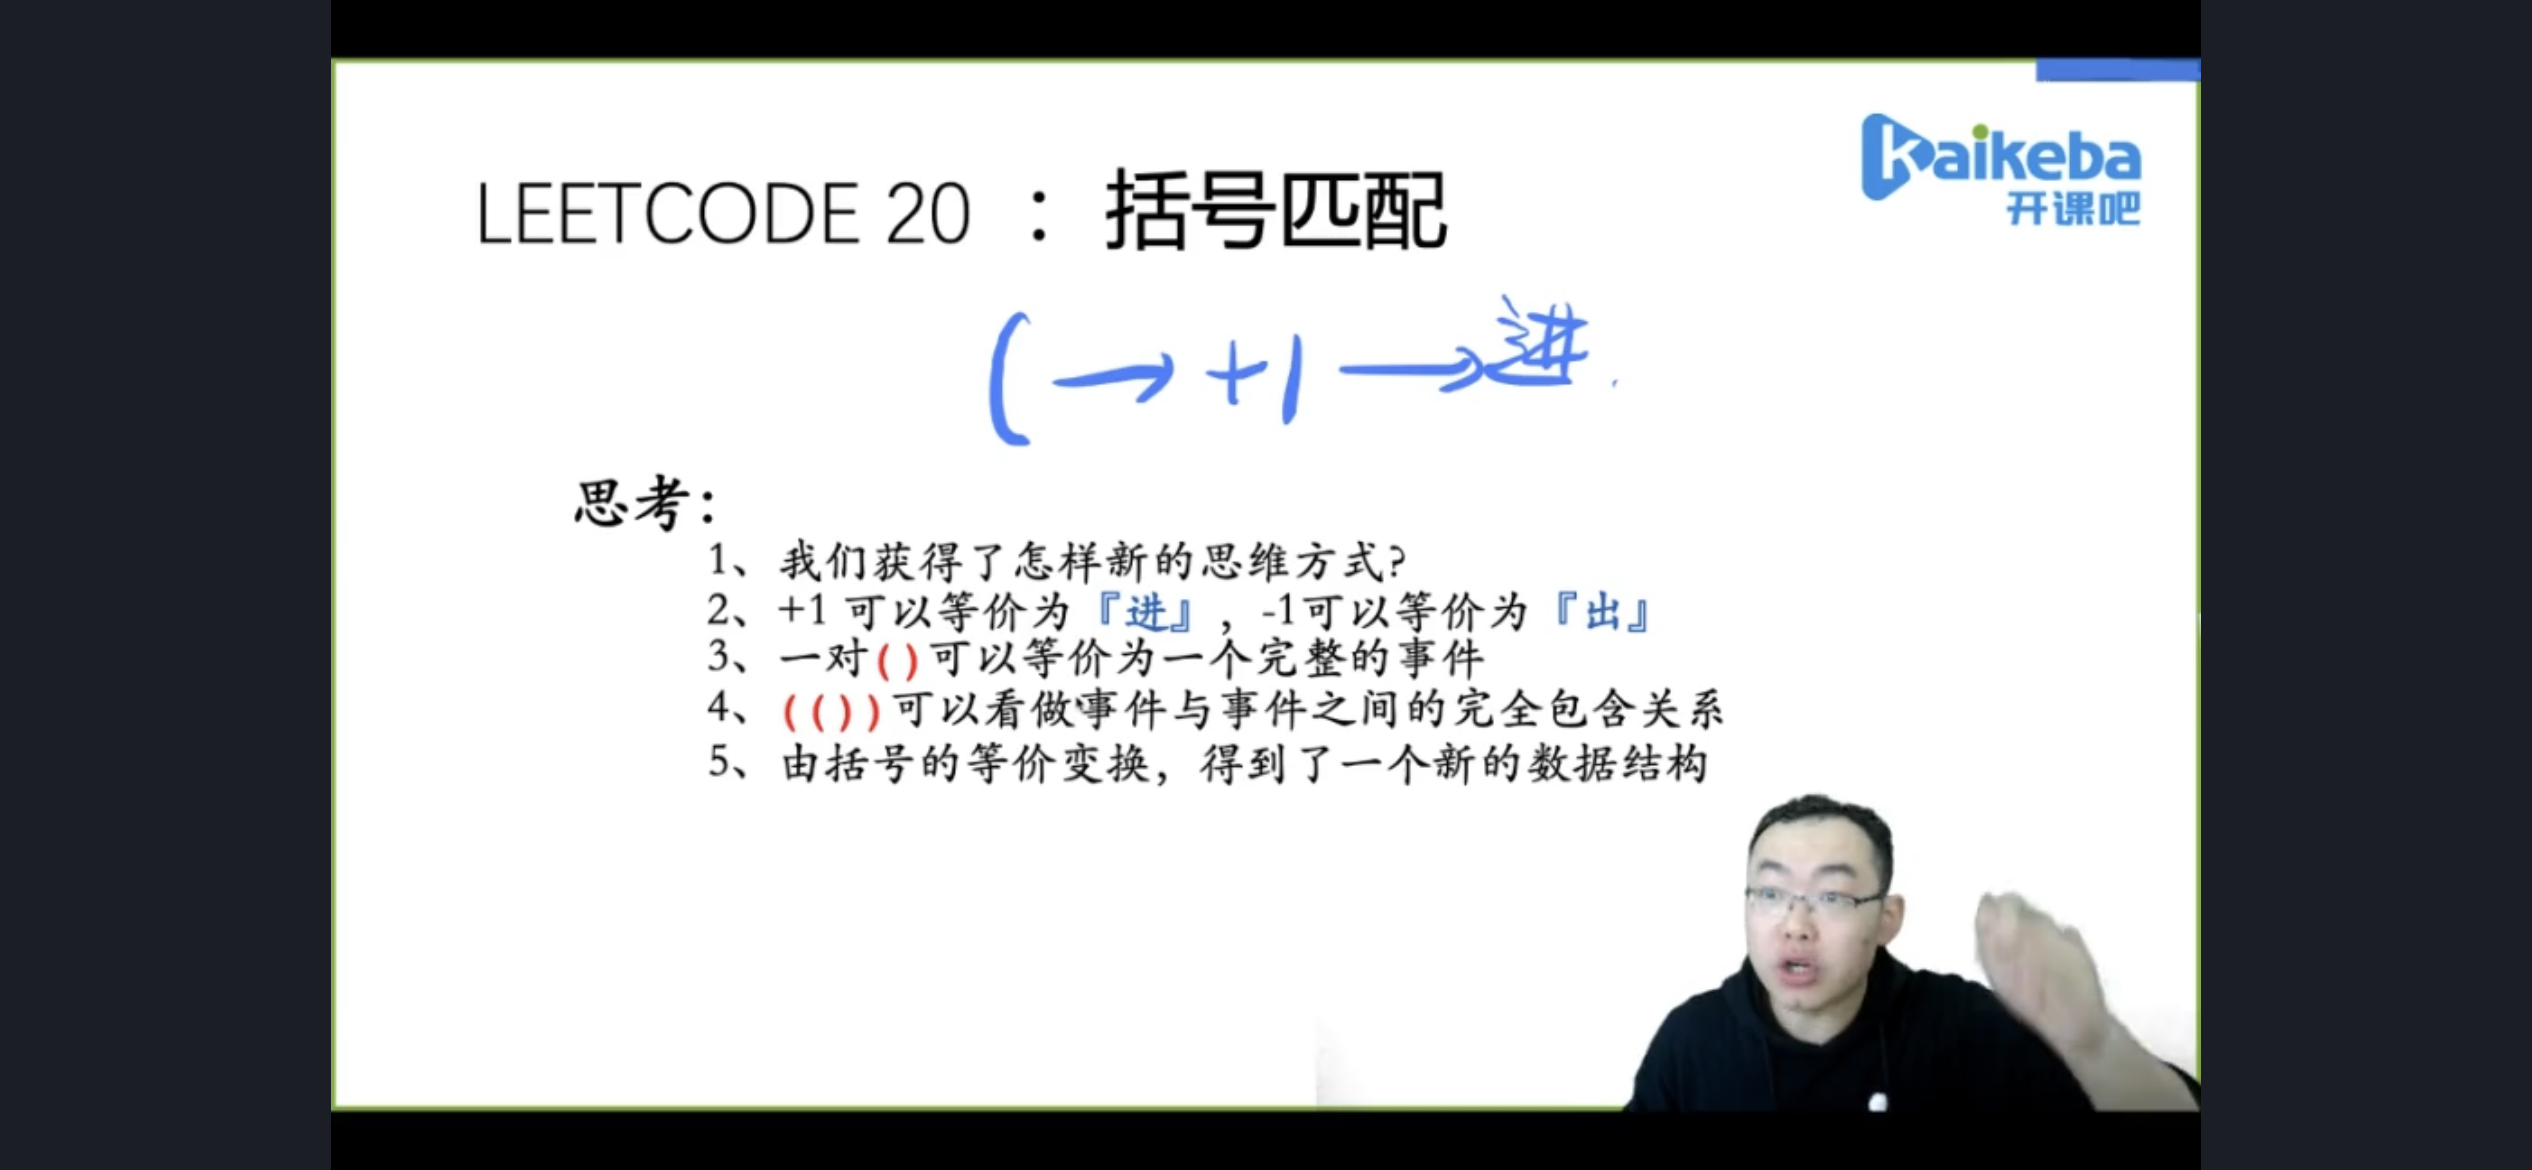 Kaikeba
开课吧
LEETCODE 20 ：括号匹配
( → +1 → 进
思考：
1、我们获得了怎样新的思维方式?
2、+1 可以等价为『进』，-1可以等价为『出』
3、一对()可以等价为一个完整的事件
4、(())可以看做事件与事件之间的完全包含关系
5、由括号的等价变换，得到了一个新的数据结构